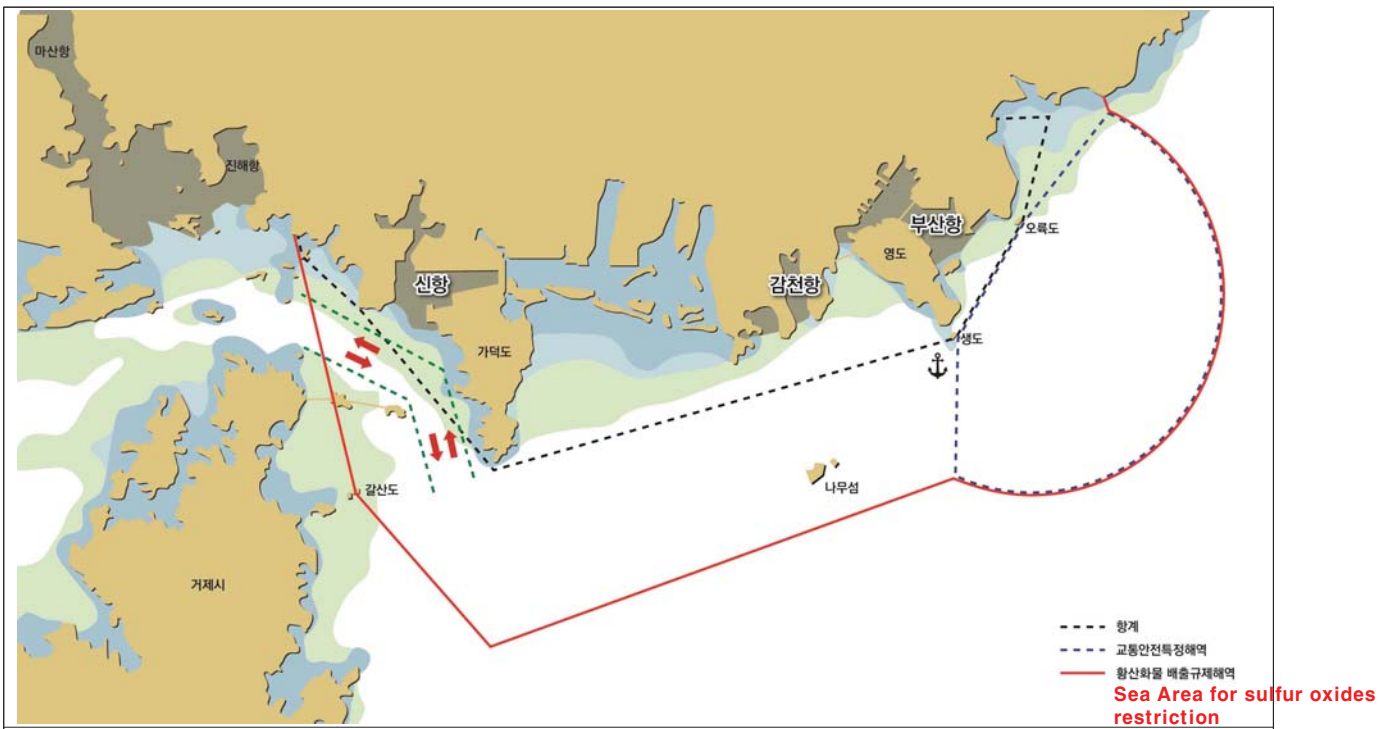 마산항
진해항
신항
가덕도
감천항
부산항
영도
오륙도
생도
나무섬
갈산도
거제시
항계
교통안전특정해역
황산화물 배출규제해역
Sea Area for sulfur oxides
restriction